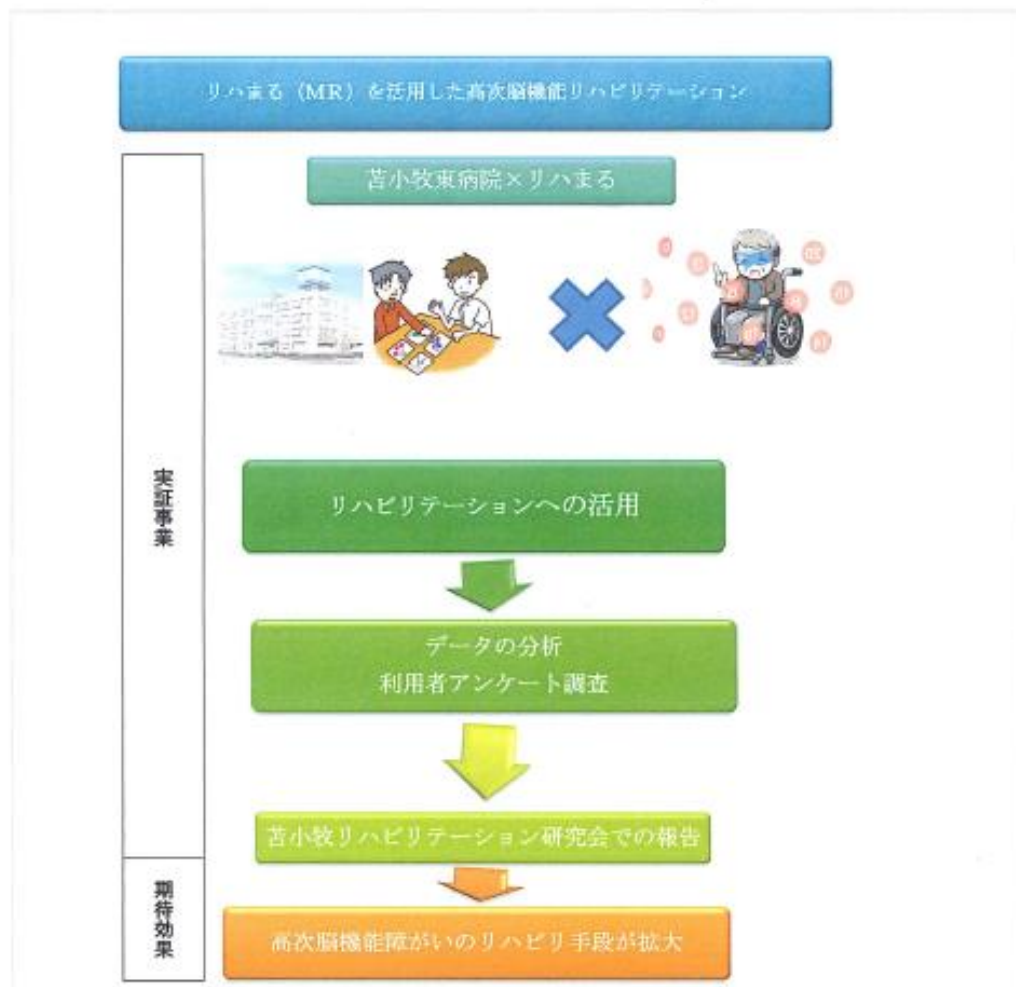 リハまる（MR）を活用した高次脳機能リハビリテーション
苫小牧東病院×リハまる
実証事業
リハビリテーションへの活用
データの分析
利用者アンケート調査
苫小牧リハビリテーション研究会での報告
期待効果
高次脳機能障がいのリハビリ手段が拡大